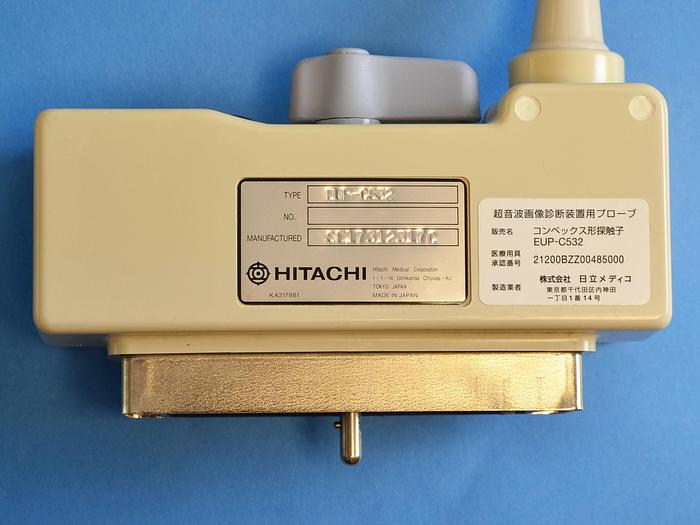 TYPE EUP-C532
NO.
MANUFACTURED SE17312317C
HITACHI
Hitachi Medical Corporation
1-1-14 Uchikanda Chiyoda-Ku
TOKYO JAPAN
KA317881 MADE IN JAPAN
超音波画像診断装置用プローブ
販売名 コンベックス形探触子
EUP-C532
医療用具
承認番号 21200BZZ00485000
製造業者 株式会社 日立メディコ
東京都千代田区内神田
一丁目1番14号